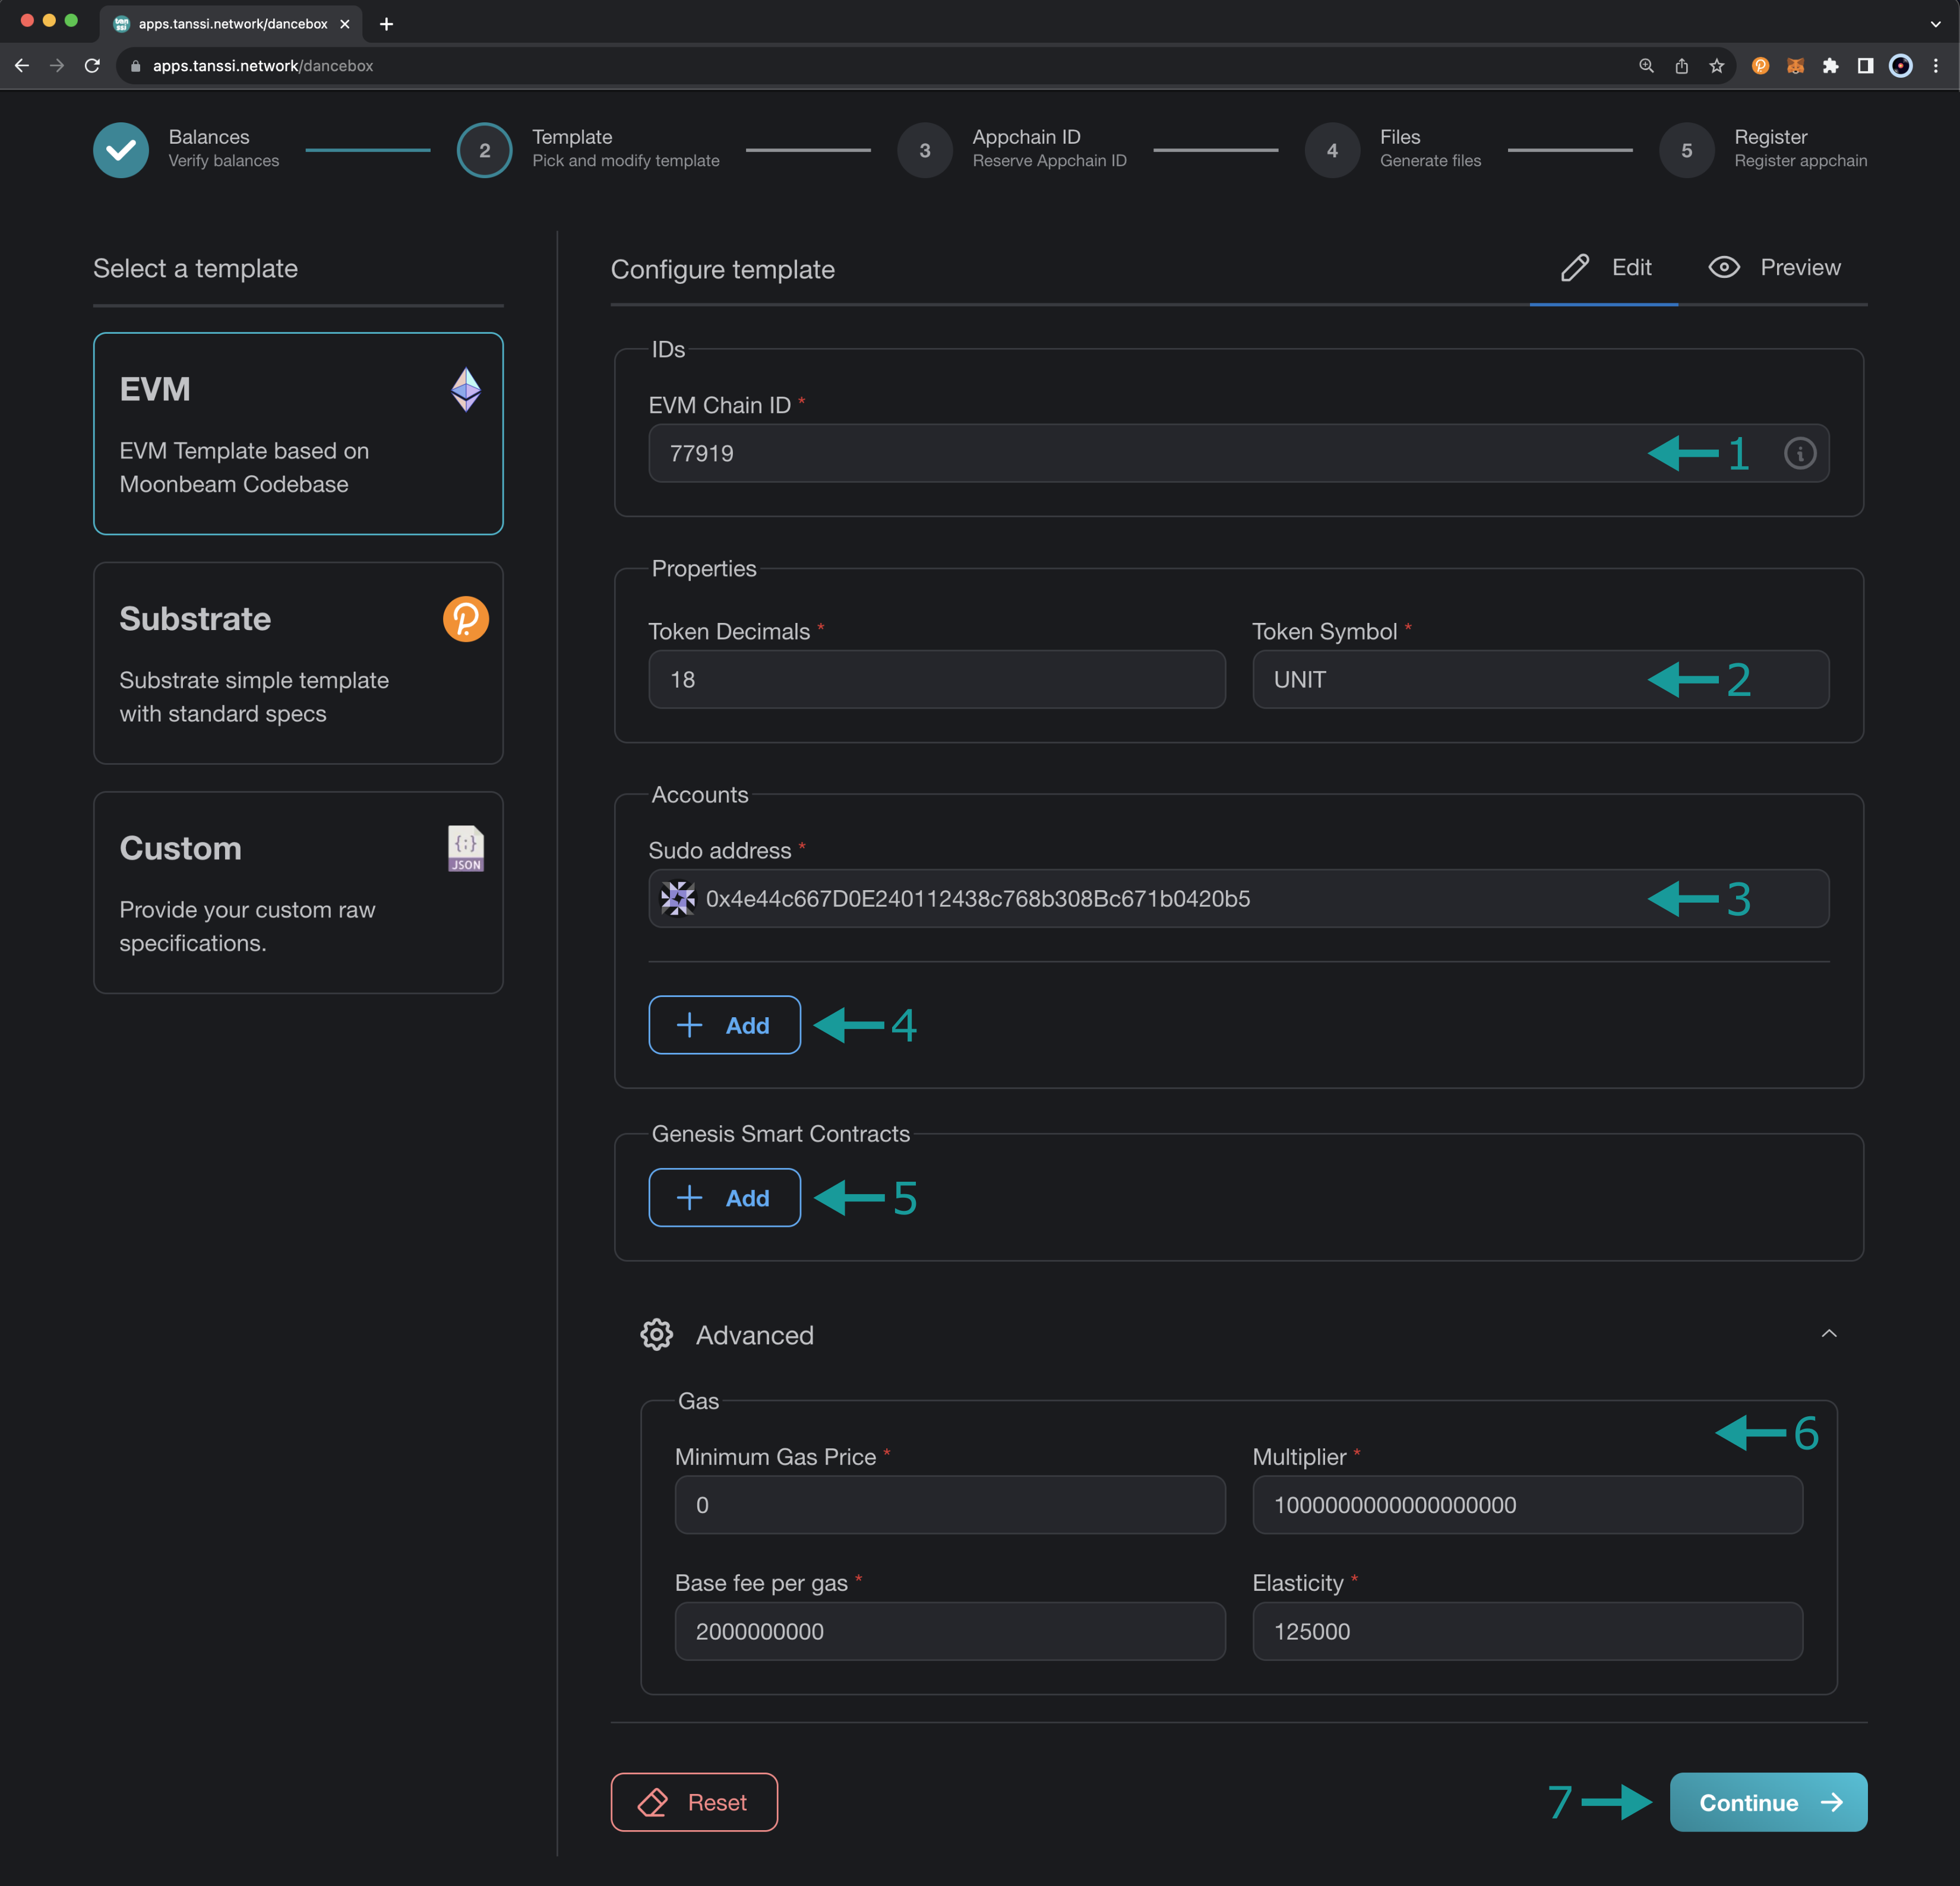 tan
ssi
apps.tanssi.network/dancebox
apps.tanssi.network/dancebox
Balances
Verify balances
2
Template
Pick and modify template
3
Appchain ID
Reserve Appchain ID
4
Files
Generate files
5
Register
Register appchain
Select a template
EVM
EVM Template based on
Moonbeam Codebase
Substrate
Substrate simple template
with standard specs
Custom
{;}
JSON
Provide your custom raw
specifications.
Configure template
Edit
Preview
IDs
EVM Chain ID *
77919
1
Properties
Token Decimals *
Token Symbol *
18
UNIT
2
Accounts
Sudo address *
0x4e44c667D0E240112438c768b308Bc671b0420b5
3
Add
4
Genesis Smart Contracts
Add
5
Advanced
Gas
6
Minimum Gas Price *
Multiplier *
0
1000000000000000000
Base fee per gas *
Elasticity *
2000000000
125000
Reset
7
Continue